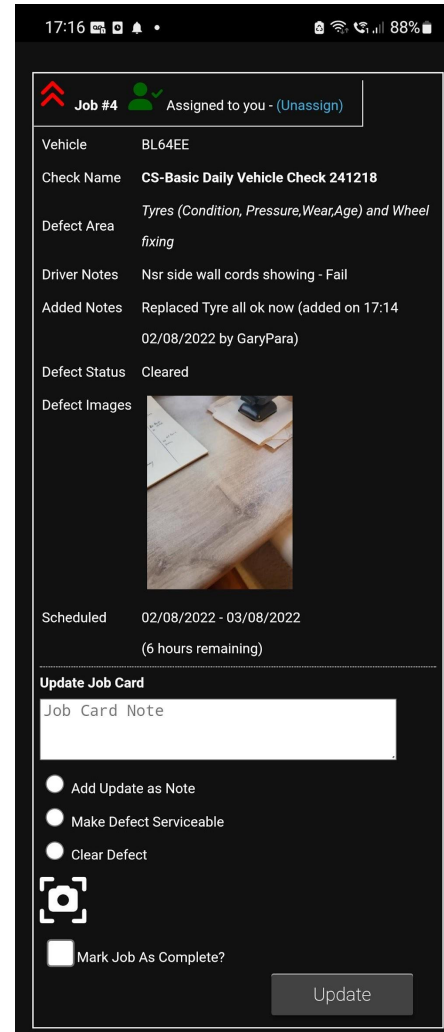 17:16
88%
Job #4 Assigned to you - (Unassign)
Vehicle BL64EE
Check Name CS-Basic Daily Vehicle Check 241218
Defect Area Tyres (Condition, Pressure,Wear,Age) and Wheel
fixing
Driver Notes Nsr side wall cords showing - Fail
Added Notes Replaced Tyre all ok now (added on 17:14
02/08/2022 by GaryPara)
Defect Status Cleared
Defect Images
Scheduled 02/08/2022 - 03/08/2022
(6 hours remaining)
Update Job Card
Job Card Note
Add Update as Note
Make Defect Serviceable
Clear Defect
Mark Job As Complete?
Update